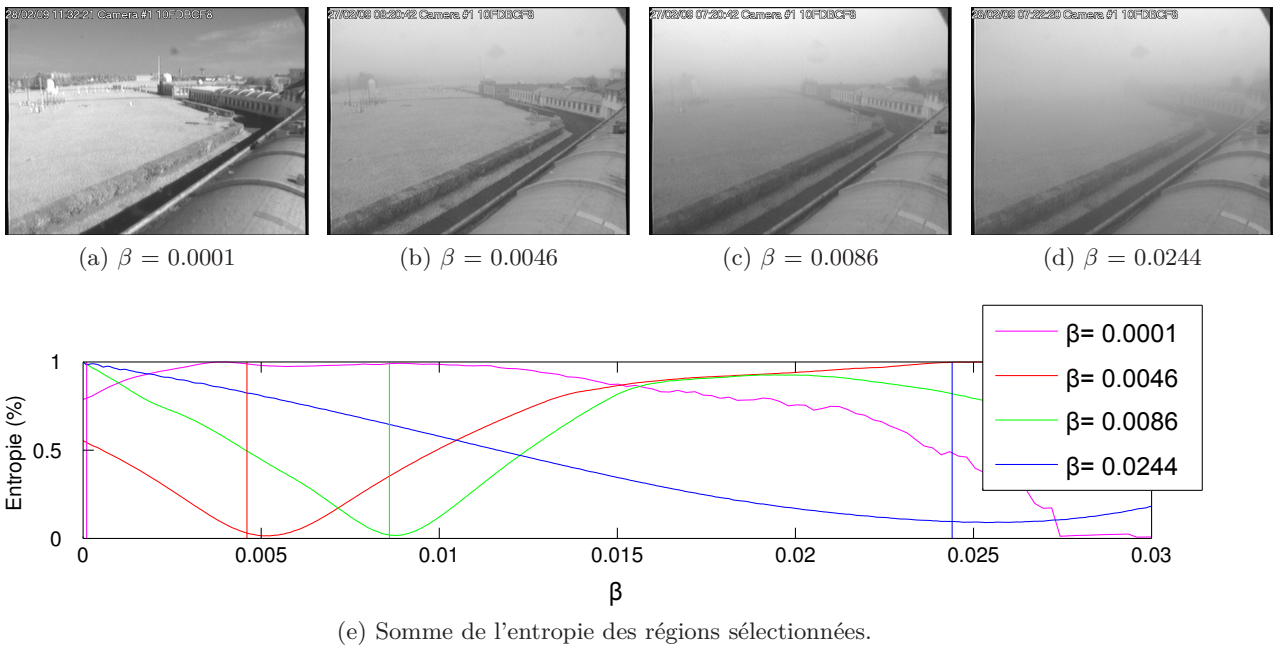 28/02/09 11:32:21 Camera #1 10FDBCF8
27/02/09 08:20:42 Camera #1 10FDBCF8
27/02/09 07:20:42 Camera #1 10FDBCF8
28/02/09 07:22:20 Camera #1 10FDBCF8
(a) β = 0.0001
(b) β = 0.0046
(c) β = 0.0086
(d) β = 0.0244
β= 0.0001
β= 0.0046
β= 0.0086
β= 0.0244
Entropie (%)
1
0.5
0
0 0.005 0.01 0.015 0.02 0.025 0.03
β
(e) Somme de l'entropie des régions sélectionnées.